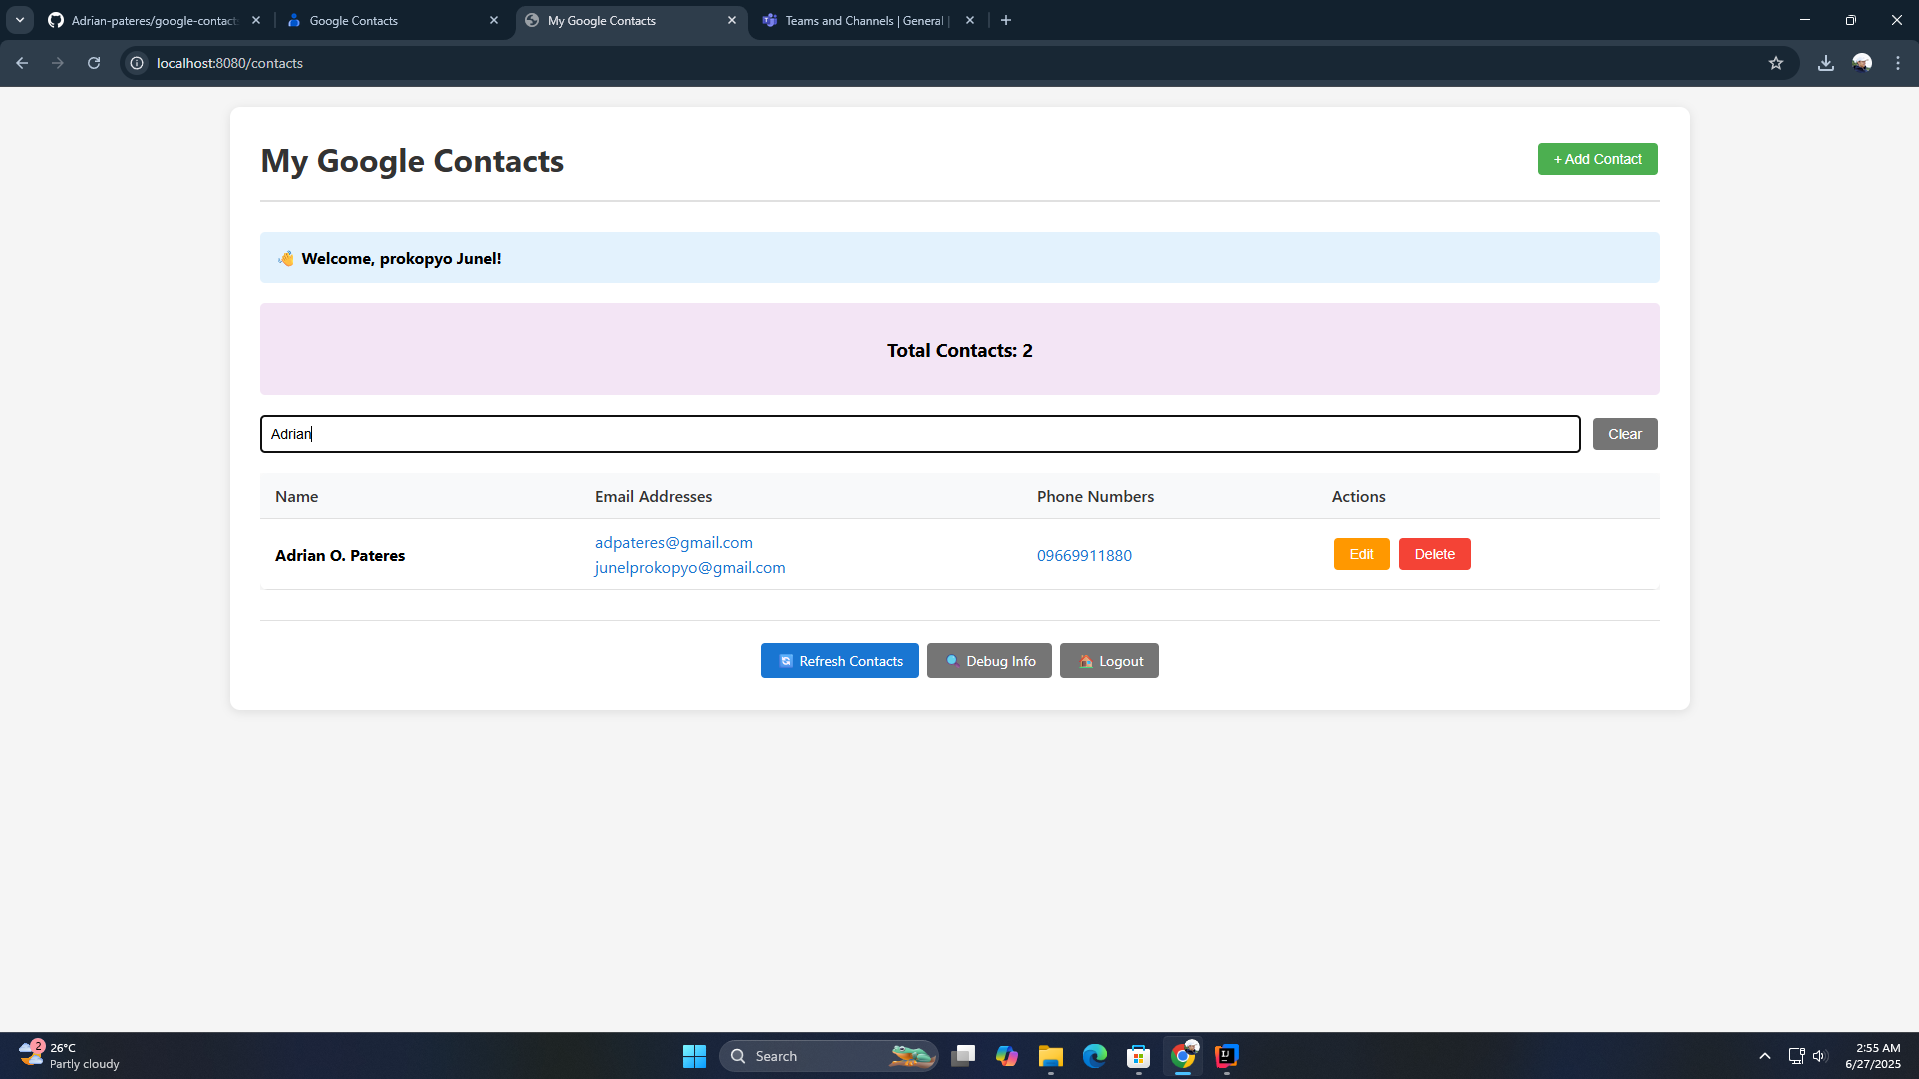 Adrian-pateres/google-contact
Google Contacts
My Google Contacts
Teams and Channels | General |
localhost:8080/contacts
My Google Contacts
+ Add Contact
👋 Welcome, prokopyo Junel!
Total Contacts: 2
Adrian
Clear
Name Email Addresses Phone Numbers Actions
adpateres@gmail.com
Adrian O. Pateres 09669911880 Edit Delete
junelprokopyo@gmail.com
🔄 Refresh Contacts 🔍 Debug Info 🏠 Logout
2
26°C
Partly cloudy
Search
2:55 AM
6/27/2025